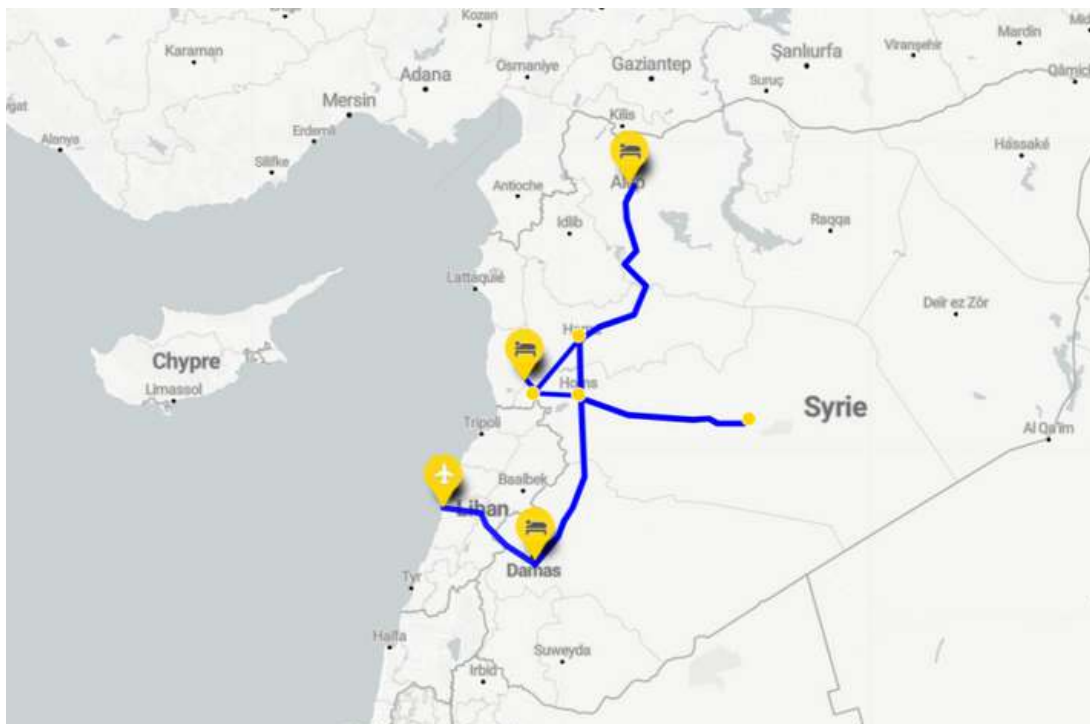 Kozan
Mardin
Karaman
Şanlıurfa
Viranşehir
Osmaniye
Gaziantep
Adana
Suruç
Mersin
Kilis
Erdemli
Alanya
Hassaké
Silifke
Antioche
Idlib
Raqqa
Lattaquié
Deïr ez Zôr
Chypre
Homs
Limassol
Syrie
Tripoli
Al Qa'im
Baalbek
Liban
Damas
Tyr
Haïfa
Suweyda
Irbid